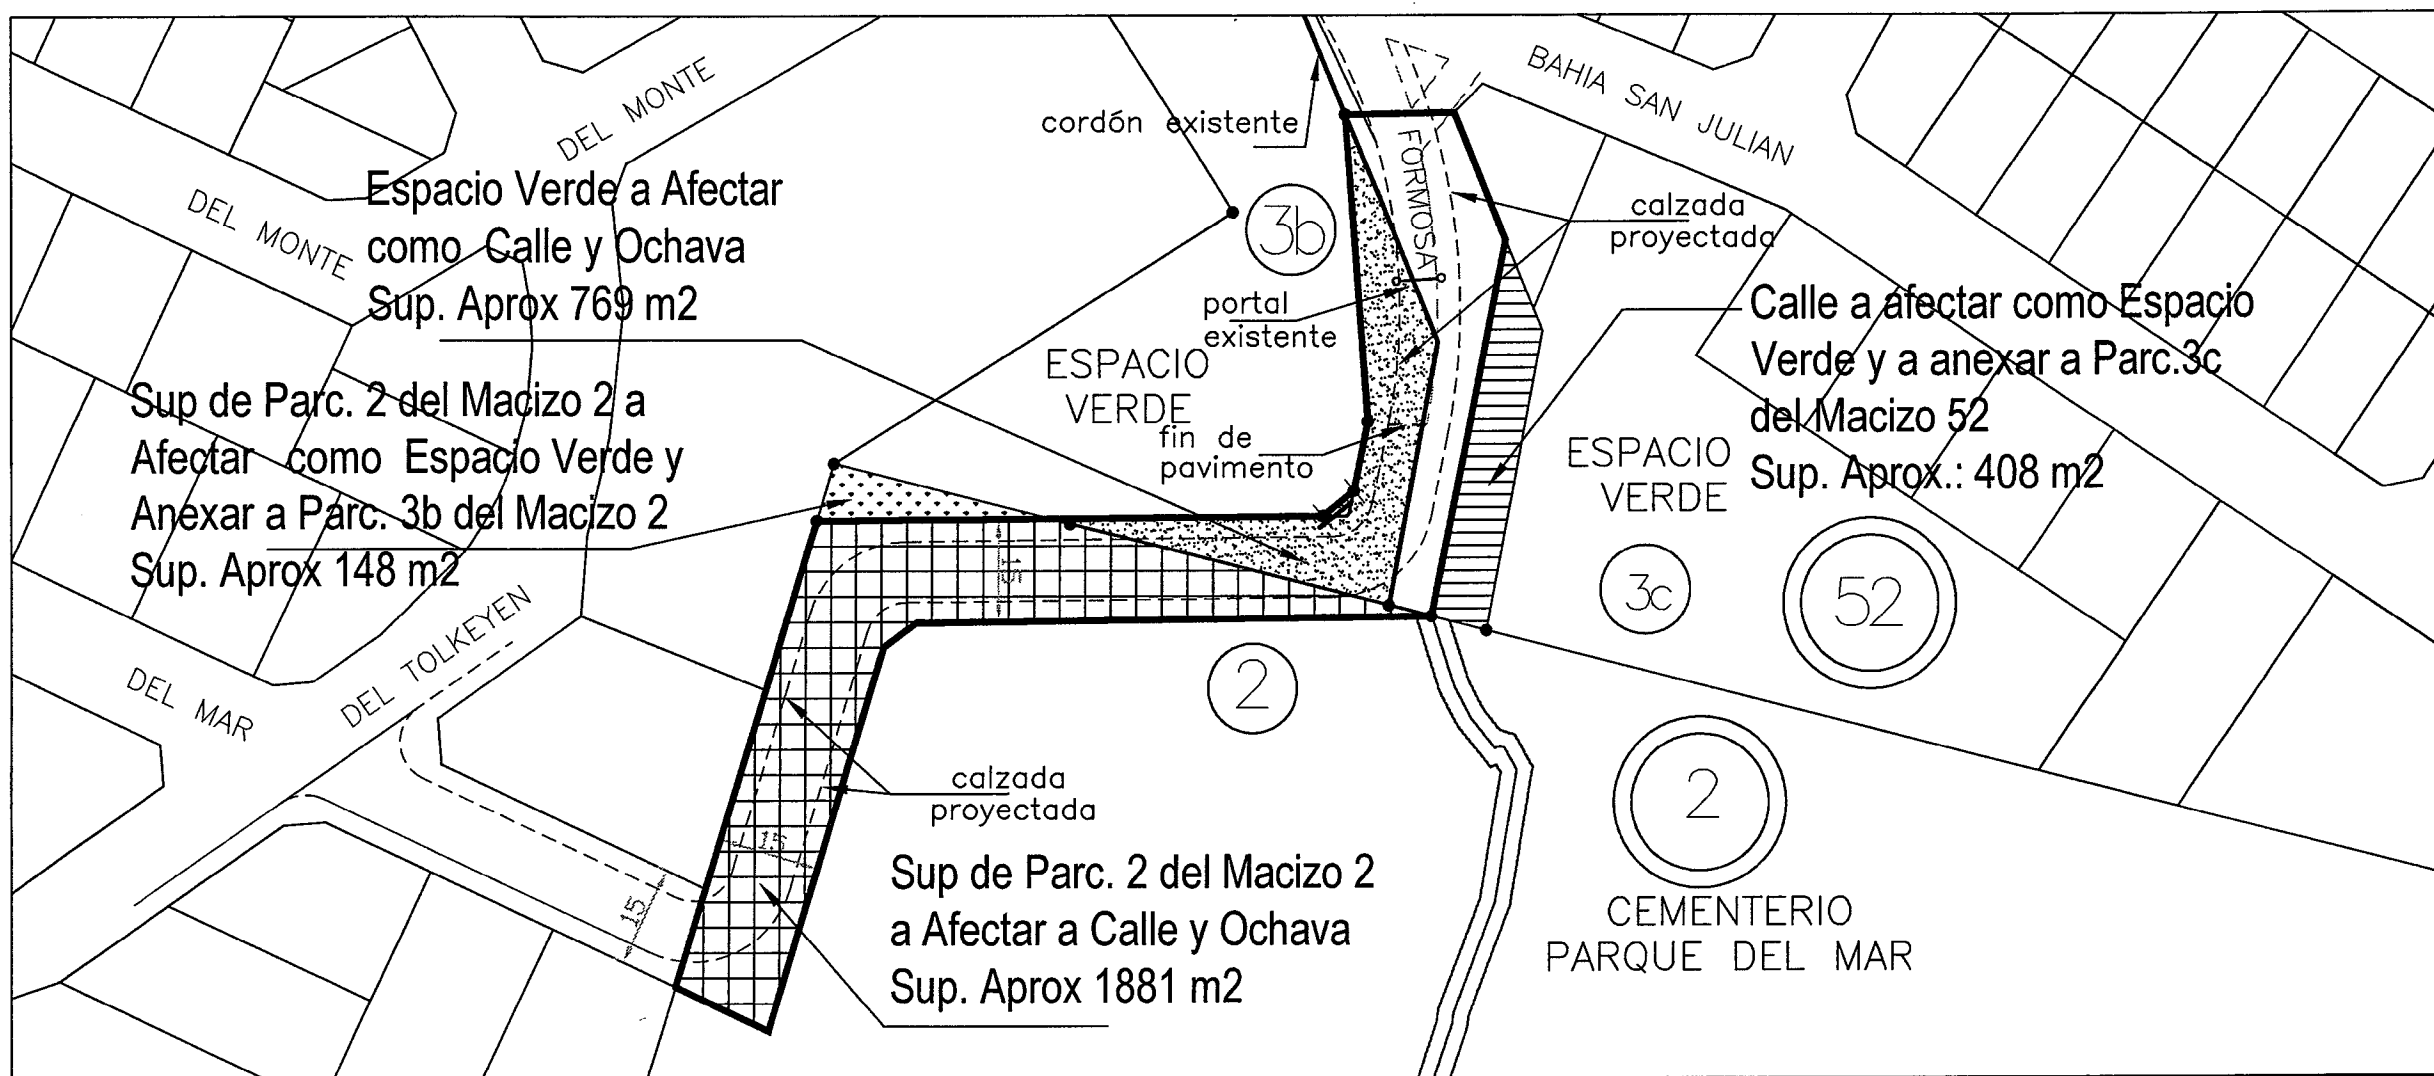 BAHIA SAN JULIAN
DEL MONTE
cordón existente
FORMOSA
Espacio Verde a Afectar
como Calle y Ochava
Sup. Aprox 769 m2
DEL MONTE
3b
calzada
proyectada
portal
existente
Calle a afectar como Espacio
Verde y a anexar a Parc.3c
del Macizo 52
Sup. Aprox.: 408 m2
ESPACIO
VERDE
Sup de Parc. 2 del Macizo 2 a
Afectar como Espacio Verde y
Anexar a Parc. 3b del Macizo 2
Sup. Aprox 148 m2
fin de
pavimento
ESPACIO
VERDE
15
3c
52
DEL TOLKEYEN
DEL MAR
2
calzada
proyectada
2
15
15
Sup de Parc. 2 del Macizo 2
a Afectar a Calle y Ochava
Sup. Aprox 1881 m2
CEMENTERIO
PARQUE DEL MAR